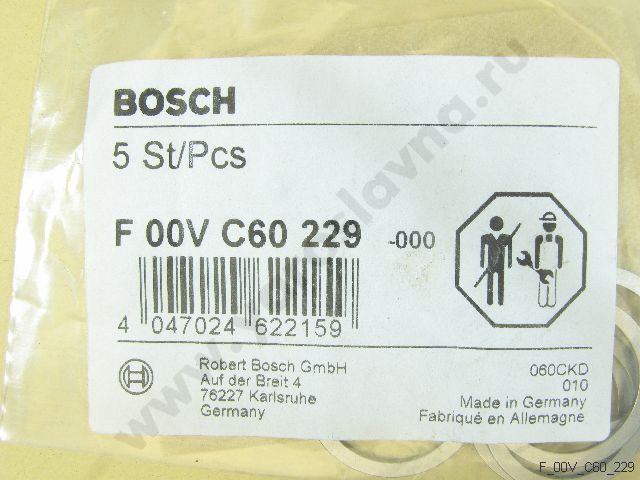 BOSCH
5 St/Pcs
F 00V C60 229 -000
4 047024 622159
Robert Bosch GmbH
Auf der Breit 4
76227 Karlsruhe
Germany
060CKD
010
Made in Germany
Fabriqué en Allemagne
F_00V_C60_229